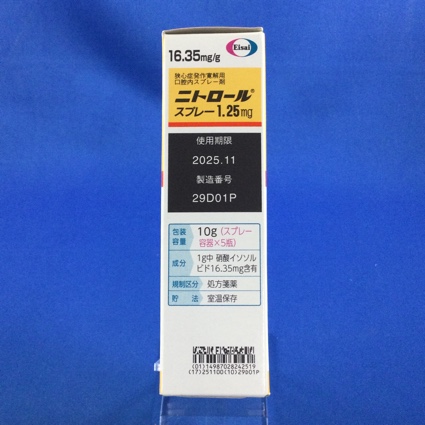 16.35mg/g
Eisai
狭心症発作寛解用
口腔内スプレー剤
ニトロール®
スプレー1.25mg
使用期限
2025.11
製造番号
29D01P
包装容量 10g(スプレー
容器×5瓶)
成分 1g中 硝酸イソソル
ビド16.35mg含有
規制区分 処方箋薬
貯法 室温保存
(01)14987028242519
(17)251100(10)29D01P